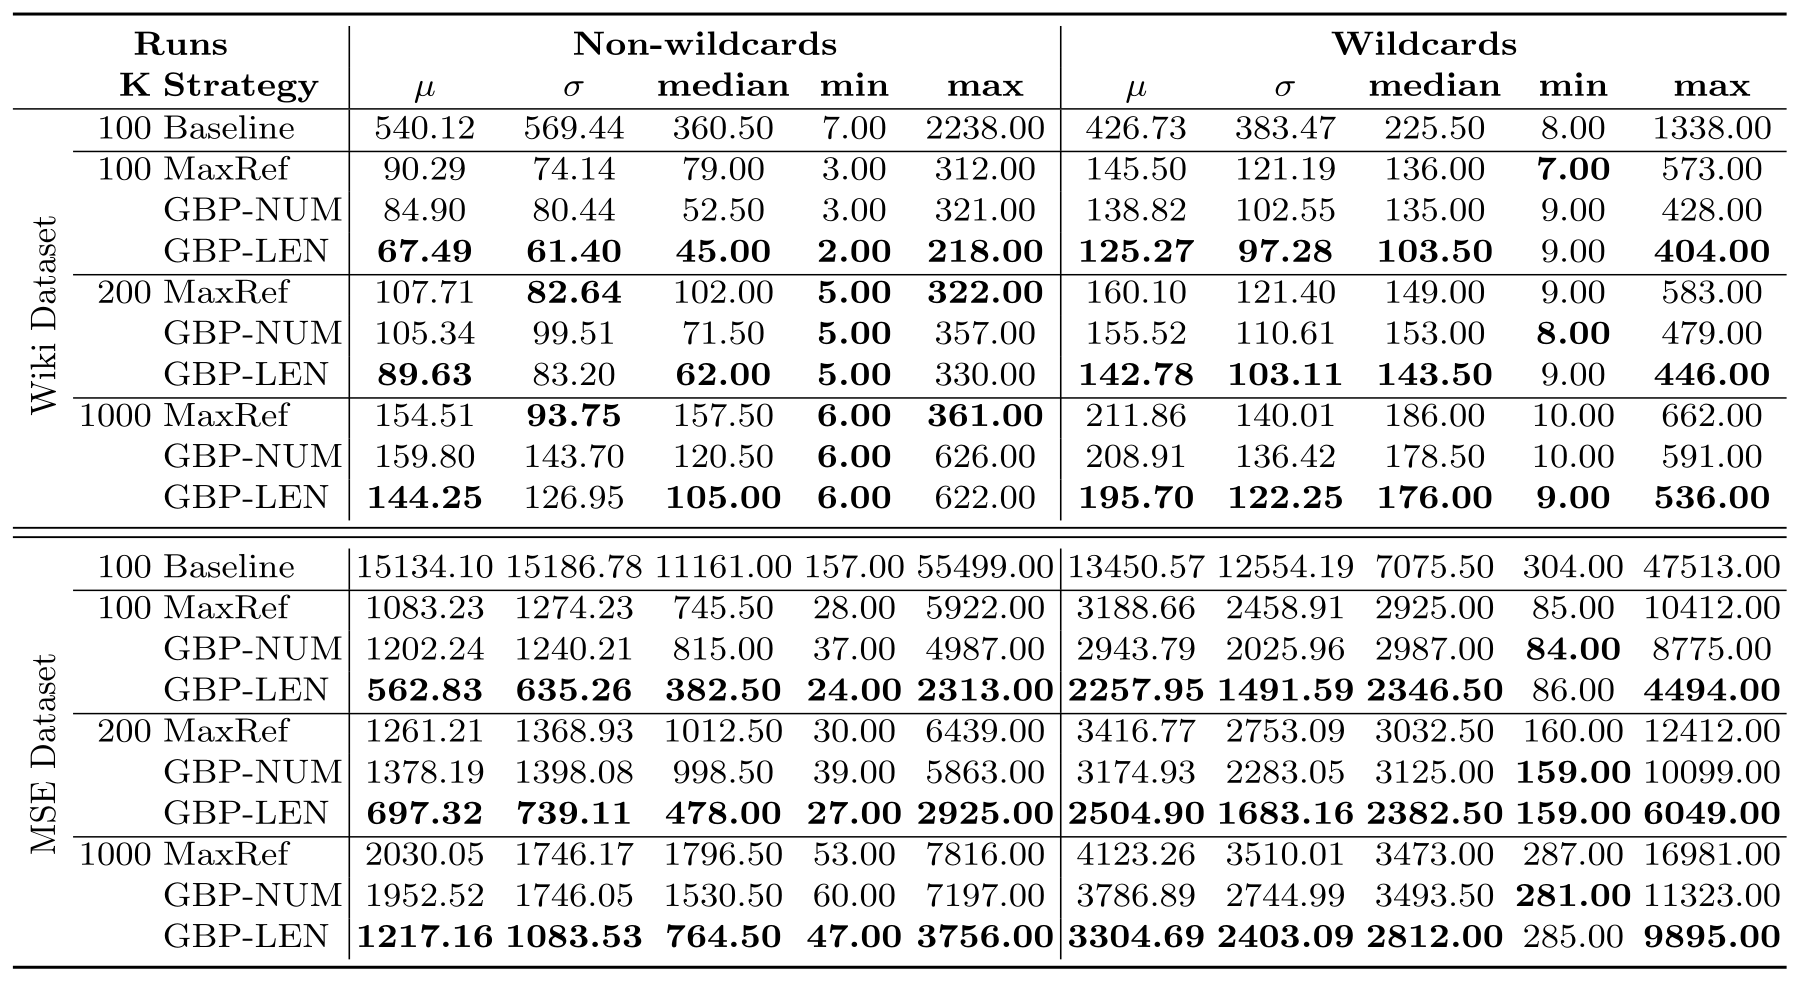 Runs Non-wildcards Wildcards
K Strategy μ σ median min max μ σ median min max
Wiki Dataset
100 Baseline 540.12 569.44 360.50 7.00 2238.00 426.73 383.47 225.50 8.00 1338.00
100 MaxRef 90.29 74.14 79.00 3.00 312.00 145.50 121.19 136.00 7.00 573.00
GBP-NUM 84.90 80.44 52.50 3.00 321.00 138.82 102.55 135.00 9.00 428.00
GBP-LEN 67.49 61.40 45.00 2.00 218.00 125.27 97.28 103.50 9.00 404.00
200 MaxRef 107.71 82.64 102.00 5.00 322.00 160.10 121.40 149.00 9.00 583.00
GBP-NUM 105.34 99.51 71.50 5.00 357.00 155.52 110.61 153.00 8.00 479.00
GBP-LEN 89.63 83.20 62.00 5.00 330.00 142.78 103.11 143.50 9.00 446.00
1000 MaxRef 154.51 93.75 157.50 6.00 361.00 211.86 140.01 186.00 10.00 662.00
GBP-NUM 159.80 143.70 120.50 6.00 626.00 208.91 136.42 178.50 10.00 591.00
GBP-LEN 144.25 126.95 105.00 6.00 622.00 195.70 122.25 176.00 9.00 536.00
MSE Dataset
100 Baseline 15134.10 15186.78 11161.00 157.00 55499.00 13450.57 12554.19 7075.50 304.00 47513.00
100 MaxRef 1083.23 1274.23 745.50 28.00 5922.00 3188.66 2458.91 2925.00 85.00 10412.00
GBP-NUM 1202.24 1240.21 815.00 37.00 4987.00 2943.79 2025.96 2987.00 84.00 8775.00
GBP-LEN 562.83 635.26 382.50 24.00 2313.00 2257.95 1491.59 2346.50 86.00 4494.00
200 MaxRef 1261.21 1368.93 1012.50 30.00 6439.00 3416.77 2753.09 3032.50 160.00 12412.00
GBP-NUM 1378.19 1398.08 998.50 39.00 5863.00 3174.93 2283.05 3125.00 159.00 10099.00
GBP-LEN 697.32 739.11 478.00 27.00 2925.00 2504.90 1683.16 2382.50 159.00 6049.00
1000 MaxRef 2030.05 1746.17 1796.50 53.00 7816.00 4123.26 3510.01 3473.00 287.00 16981.00
GBP-NUM 1952.52 1746.05 1530.50 60.00 7197.00 3786.89 2744.99 3493.50 281.00 11323.00
GBP-LEN 1217.16 1083.53 764.50 47.00 3756.00 3304.69 2403.09 2812.00 285.00 9895.00